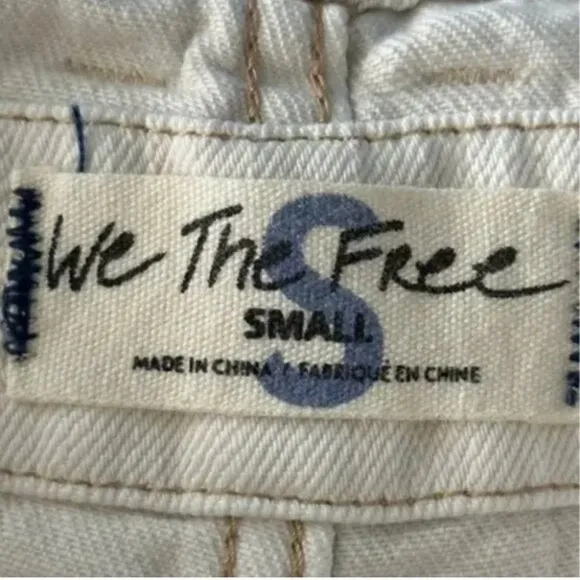 We The Free
S
SMALL
MADE IN CHINA / FABRIQUÉ EN CHINE